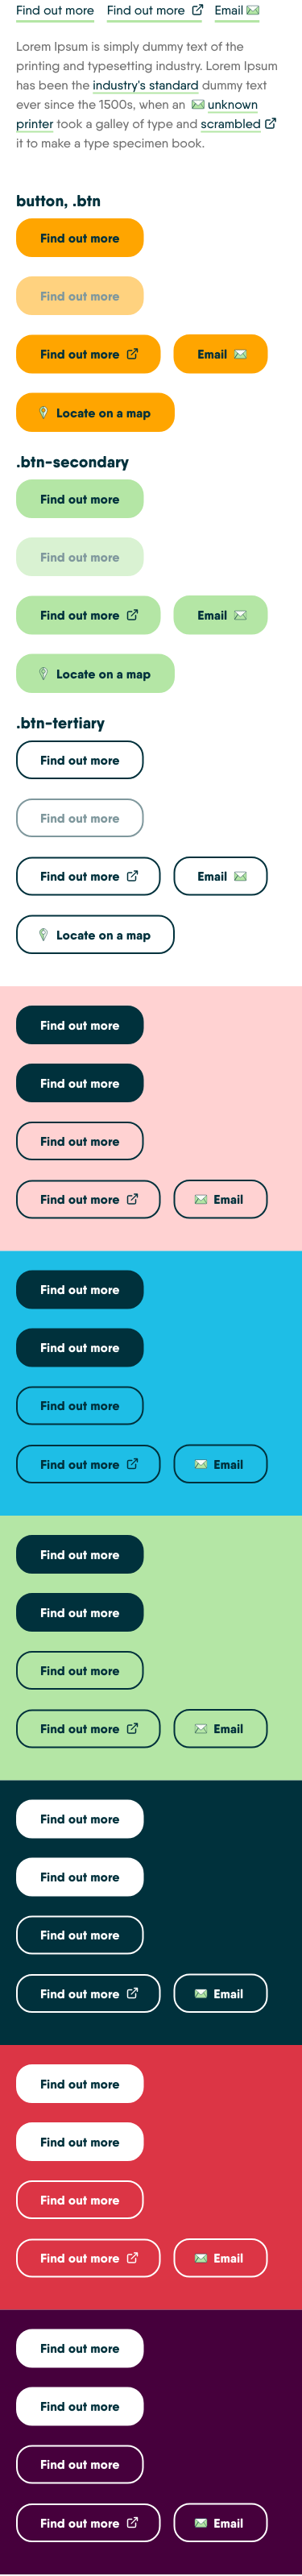 Find out more Find out more Email
Lorem Ipsum is simply dummy text of the
printing and typesetting industry. Lorem Ipsum
has been the industry's standard dummy text
ever since the 1500s, when an unknown
printer took a galley of type and scrambled
it to make a type specimen book.
button, .btn
Find out more
Find out more
Find out more Email
Locate on a map
.btn-secondary
Find out more
Find out more
Find out more Email
Locate on a map
.btn-tertiary
Find out more
Find out more
Find out more Email
Locate on a map
Find out more
Find out more
Find out more
Find out more Email
Find out more
Find out more
Find out more
Find out more Email
Find out more
Find out more
Find out more
Find out more Email
Find out more
Find out more
Find out more
Find out more Email
Find out more
Find out more
Find out more
Find out more Email
Find out more
Find out more
Find out more
Find out more Email